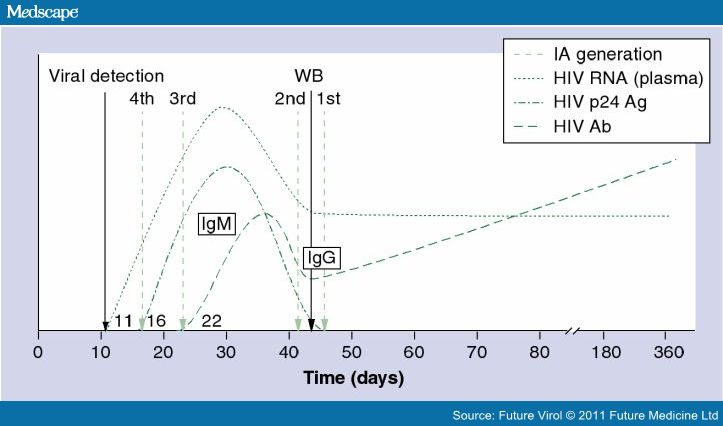 Medscape
IA generation
HIV RNA (plasma)
HIV p24 Ag
HIV Ab
Viral detection
WB
4th 3rd 2nd 1st
IgM
IgG
11 16 22
0 10 20 30 40 50 60 70 80 180 360
Time (days)
Source: Future Virol © 2011 Future Medicine Ltd